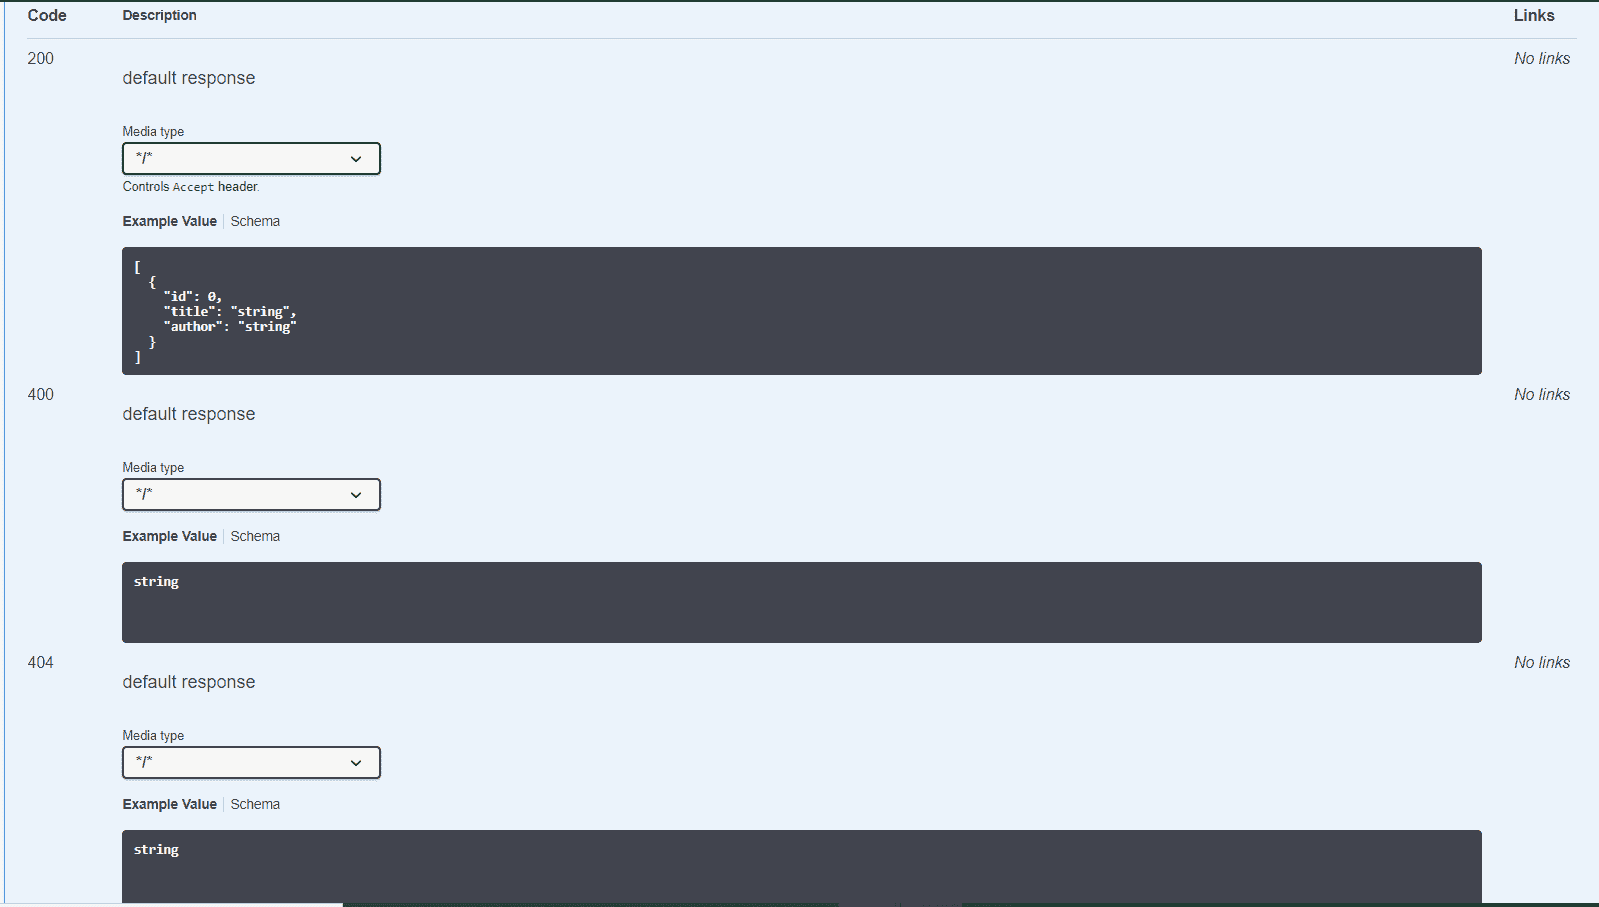 Code Description Links
200 No links
default response
Media type
*/*
Controls Accept header.
Example Value Schema
[
{
"id": 0,
"title": "string",
"author": "string"
}
]
400 No links
default response
Media type
*/*
Example Value Schema
string
404 No links
default response
Media type
*/*
Example Value Schema
string